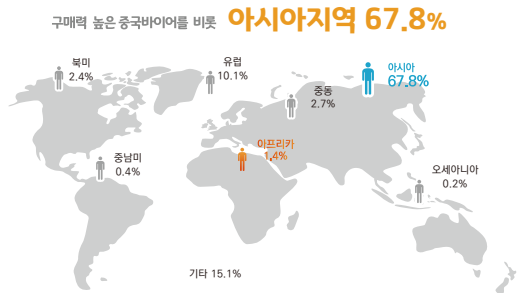 구매력 높은 중국바이어를 비롯 아시아지역 67.8%
북미
2.4%
유럽
10.1%
아시아
67.8%
중동
2.7%
아프리카
1.4%
중남미
0.4%
오세아니아
0.2%
기타 15.1%